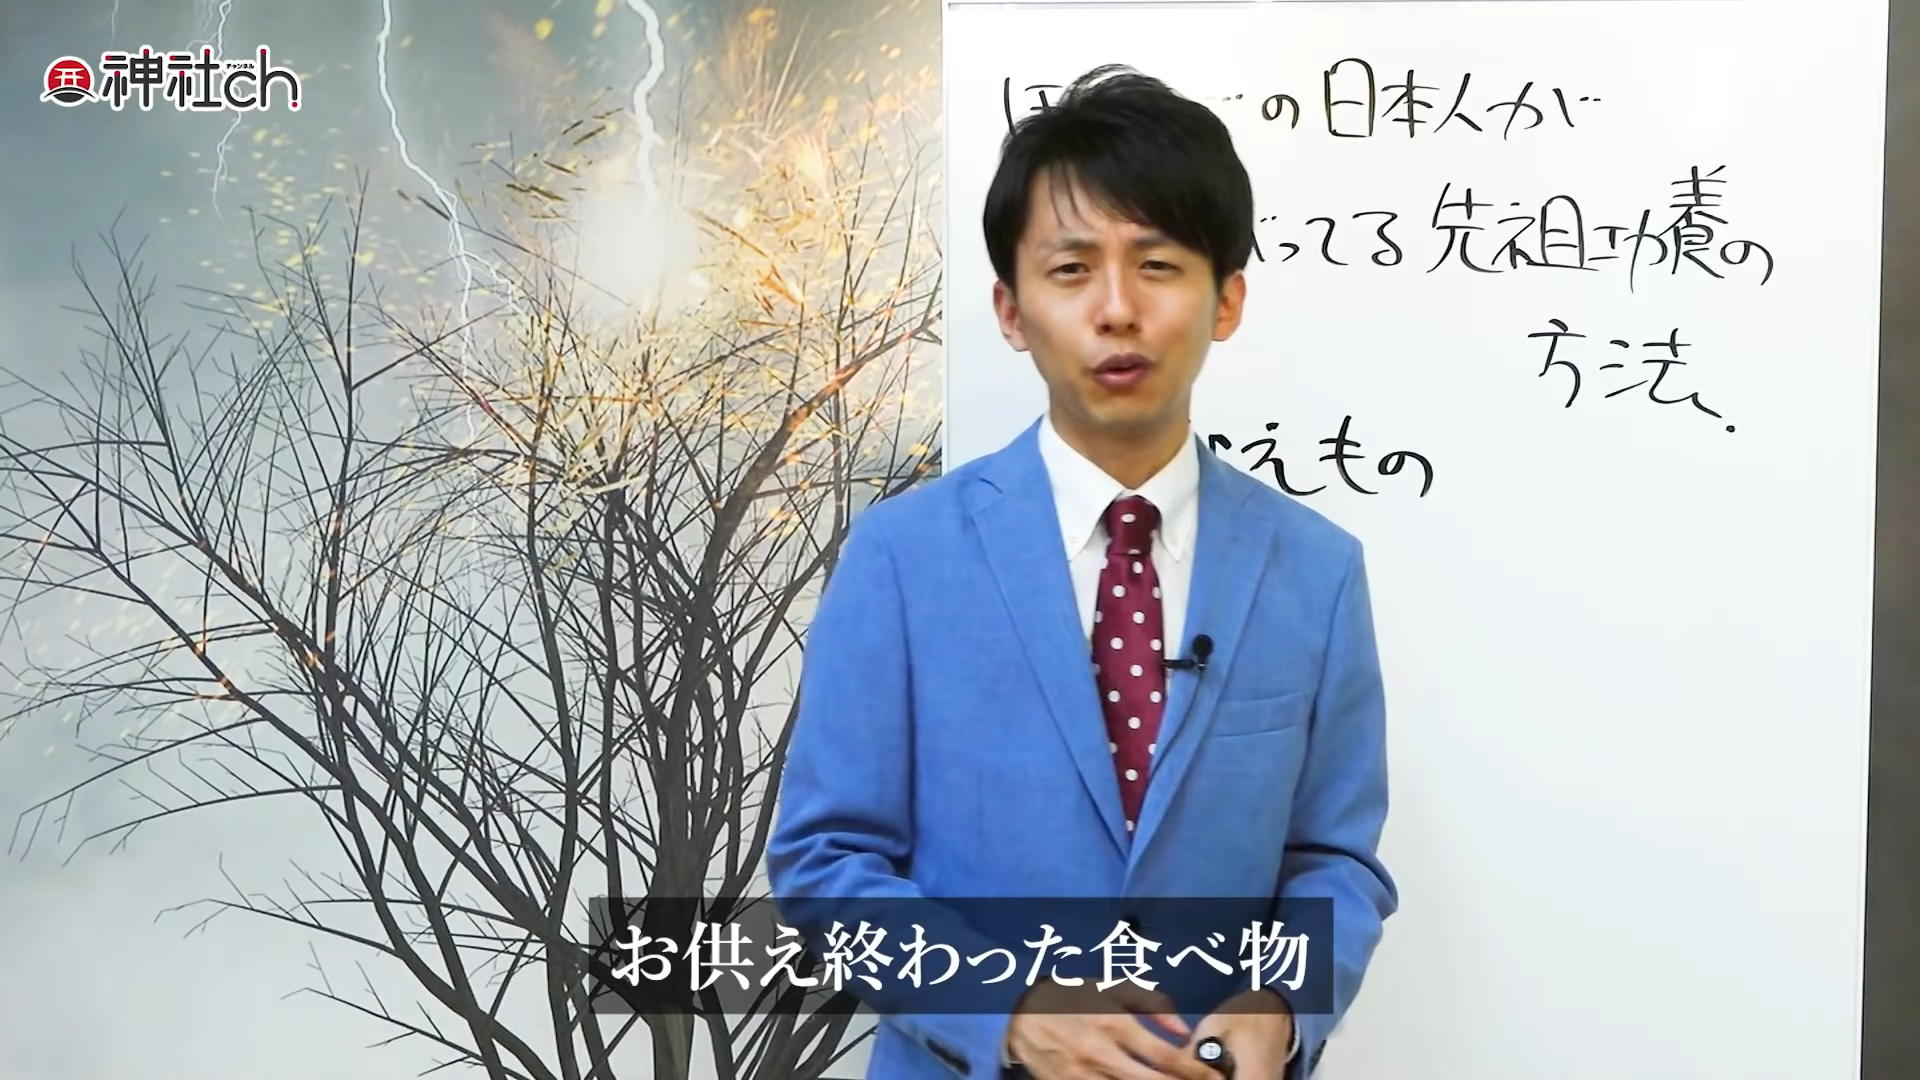 神社ch
チャンネル
の日本人が
ってる先祖功養の
方法、
えもの
お供え終わった食べ物